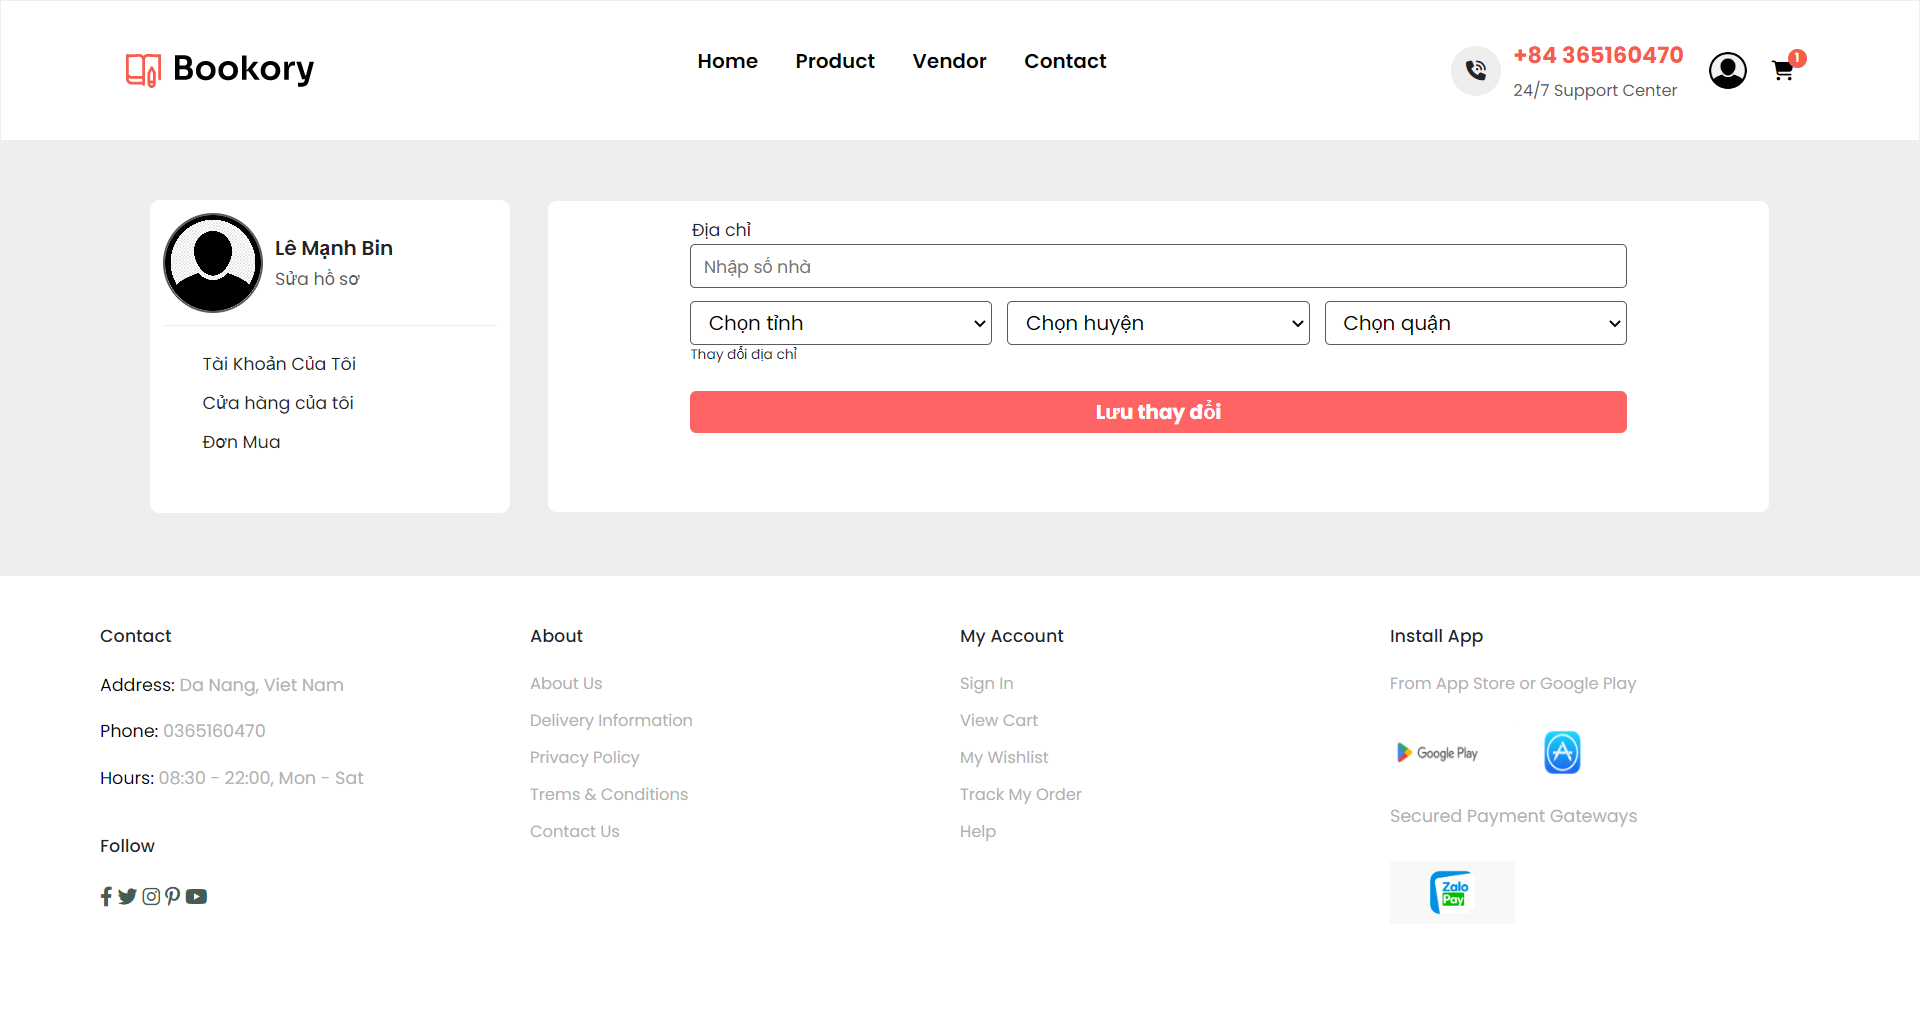 Bookory
Home Product Vendor Contact
+84 365160470
24/7 Support Center
1
Lê Mạnh Bin
Sửa hồ sơ
Tài Khoản Của Tôi
Cửa hàng của tôi
Đơn Mua
Địa chỉ
Nhập số nhà
Chọn tỉnh Chọn huyện Chọn quận
Thay đổi địa chỉ
Lưu thay đổi
Contact
Address: Da Nang, Viet Nam
Phone: 0365160470
Hours: 08:30 - 22:00, Mon - Sat
Follow
About
About Us
Delivery Information
Privacy Policy
Trems & Conditions
Contact Us
My Account
Sign In
View Cart
My Wishlist
Track My Order
Help
Install App
From App Store or Google Play
Google Play
Secured Payment Gateways
Zalo
Pay